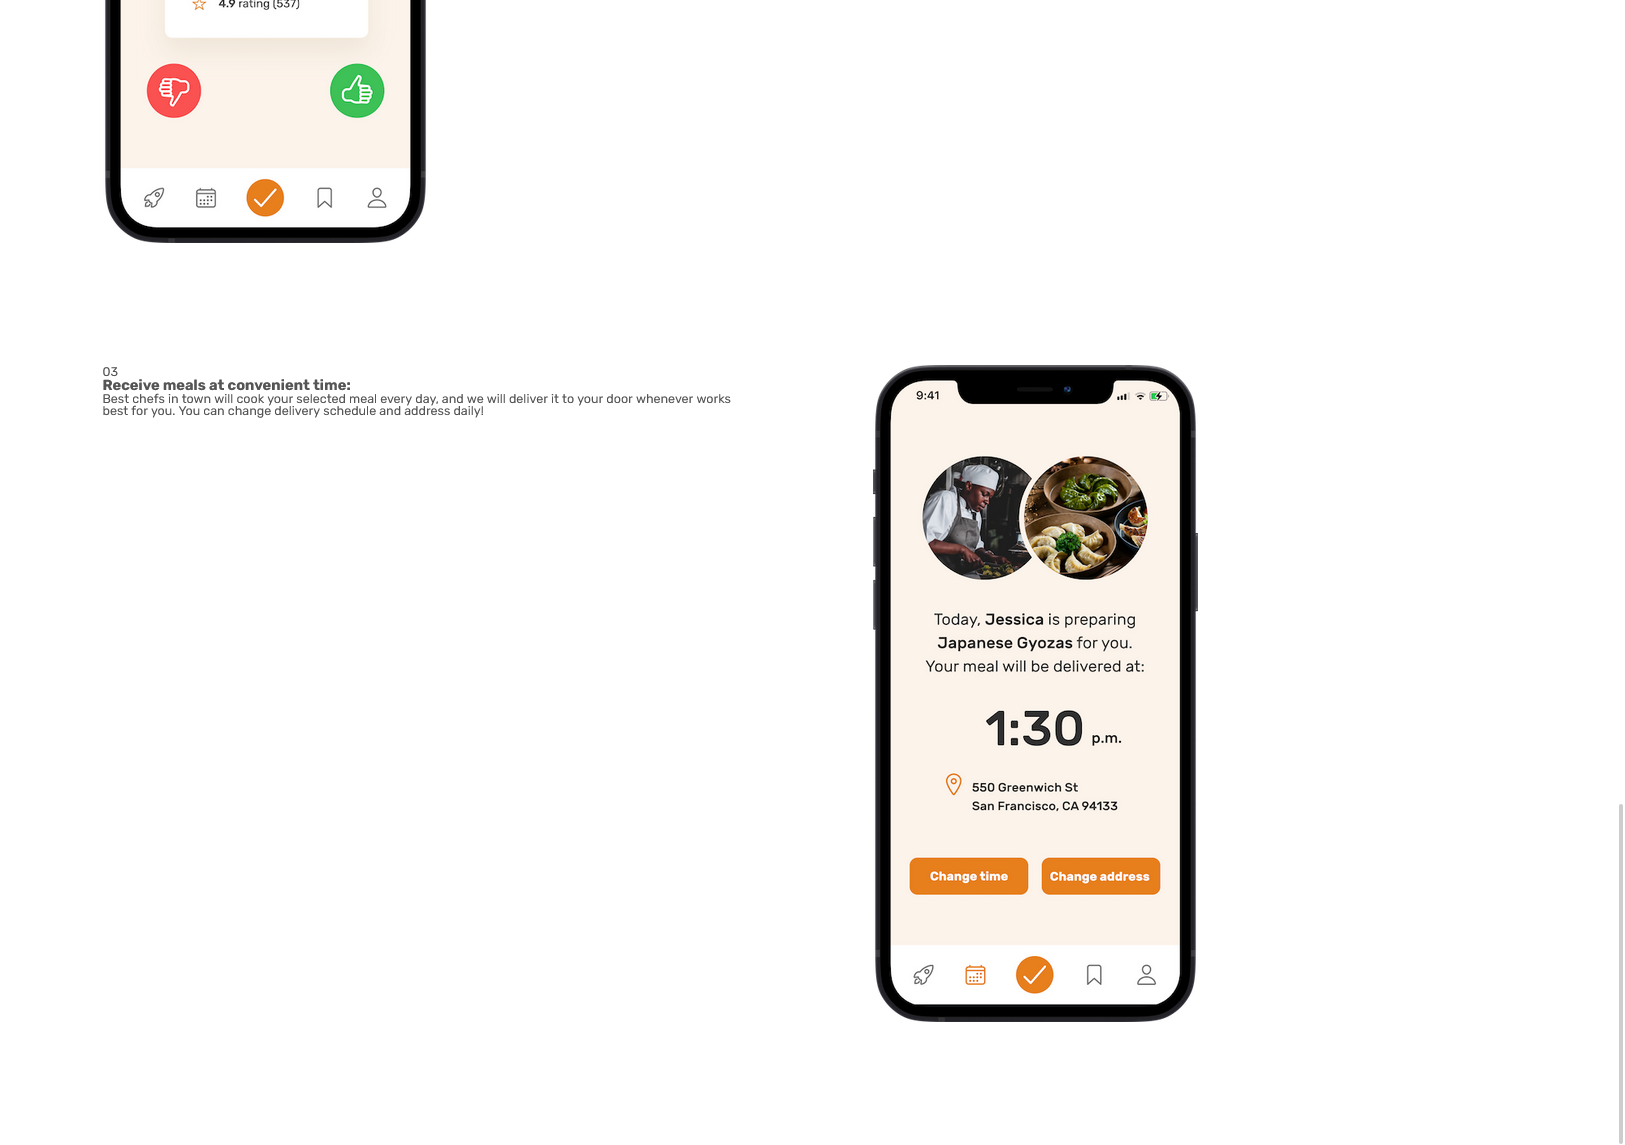 4.9 rating (537)
03
Receive meals at convenient time:
Best chefs in town will cook your selected meal every day, and we will deliver it to your door whenever works
best for you. You can change delivery schedule and address daily!
9:41
Today, Jessica is preparing
Japanese Gyozas for you.
Your meal will be delivered at:
1:30 p.m.
550 Greenwich St
San Francisco, CA 94133
Change time
Change address